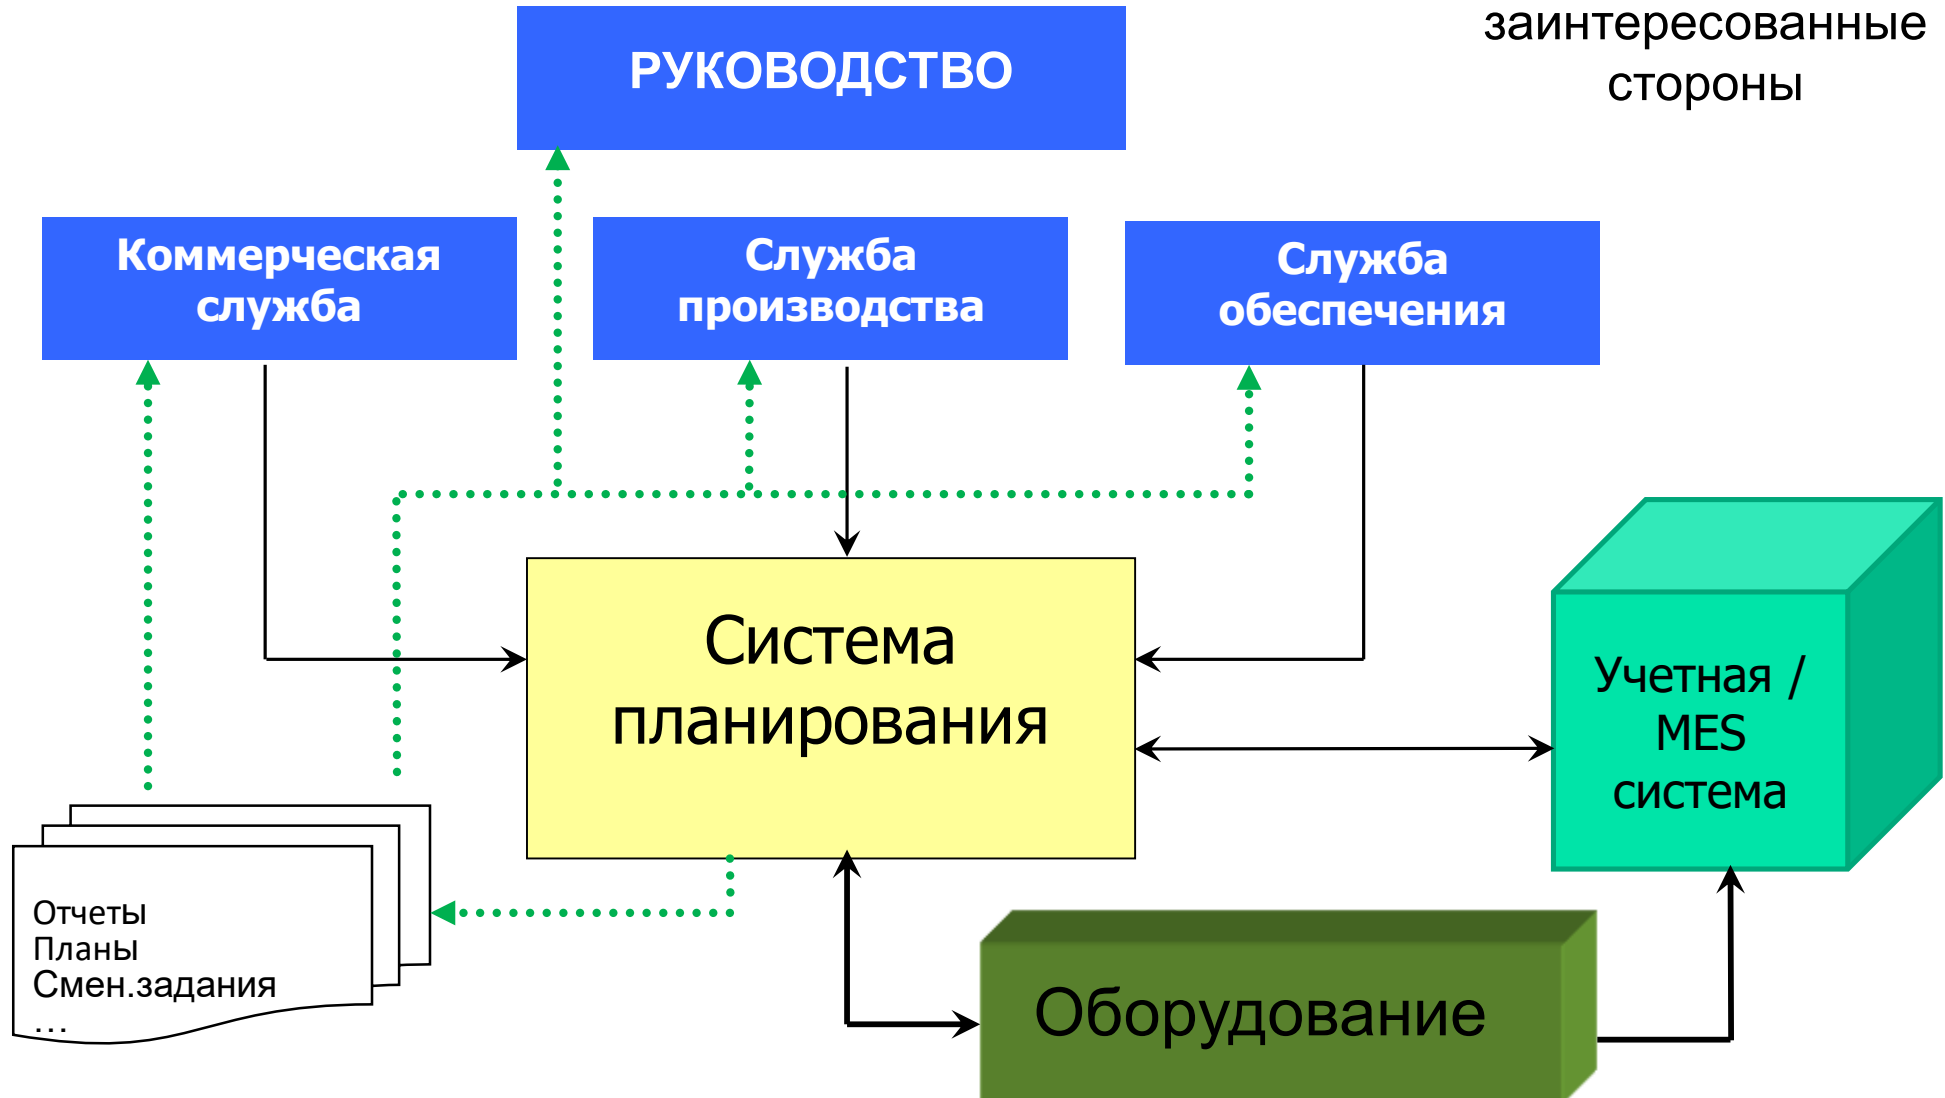 заинтересованные
стороны
РУКОВОДСТВО
Коммерческая
служба
Служба
производства
Служба
обеспечения
Система
планирования
Учетная /
MES
система
Отчеты
Планы
Смен.задания
...
Оборудование